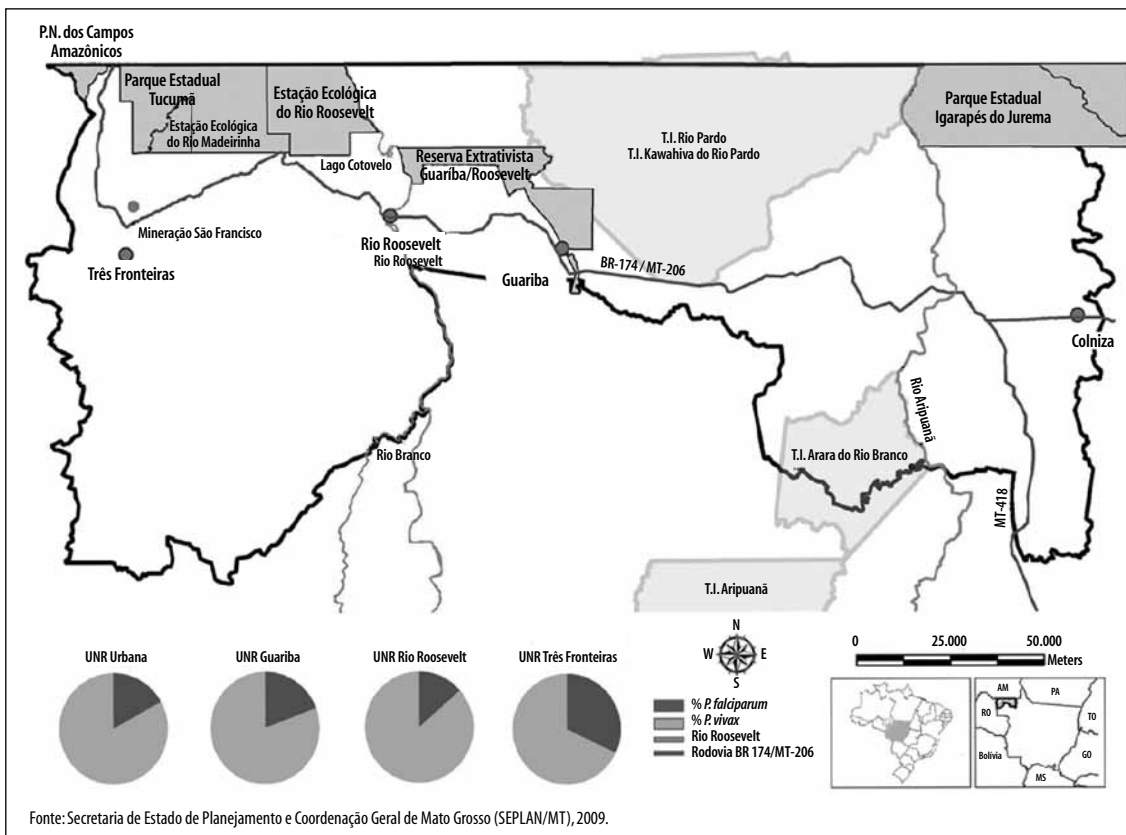 P.N. dos Campos
Amazônicos
Parque Estadual
Tucumã
Estação Ecológica
do Rio Madeirinha
Estação Ecológica
do Rio Roosevelt
Lago Cotovelo
Reserva Extrativista
Guaríba/Roosevelt
T.I. Rio Pardo
T.I. Kawahiva do Rio Pardo
Parque Estadual
Igarapés do Jurema
Mineração São Francisco
Três Fronteiras
Rio Roosevelt
Rio Roosevelt
Guariba
BR-174 / MT-206
Colniza
Rio Aripuanã
T.I. Arara do Rio Branco
Rio Branco
MT-418
T.I. Aripuanã
UNR Urbana
UNR Guariba
UNR Rio Roosevelt
UNR Três Fronteiras
N
W E
S
% P. falciparum
% P. vivax
Rio Roosevelt
Rodovia BR 174/MT-206
0 25.000 50.000
Meters
AM
PA
RO
TO
Bolívia
GO
MS
Fonte: Secretaria de Estado de Planejamento e Coordenação Geral de Mato Grosso (SEPLAN/MT), 2009.